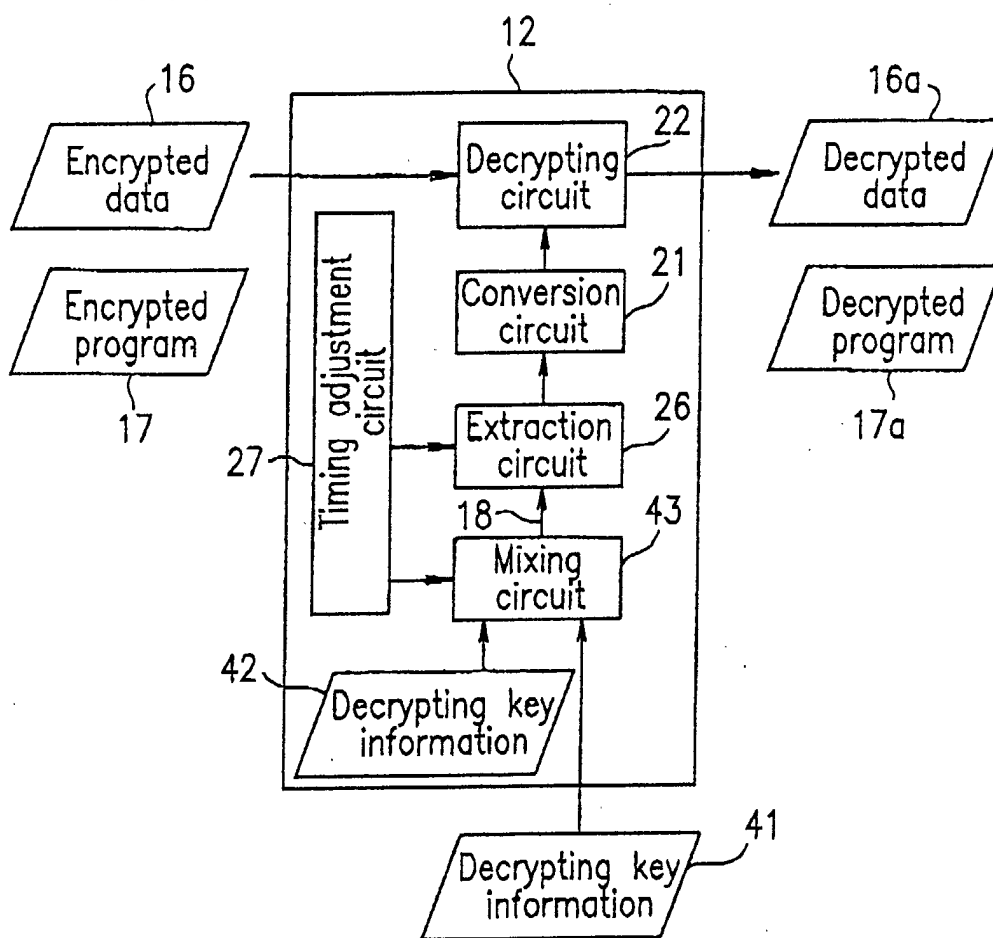 12
16
Encrypted
data
22
Decrypting
circuit
16a
Decrypted
data
Encrypted
program
17
Timing adjustment
circuit
27
21
Conversion
circuit
Decrypted
program
17a
26
Extraction
circuit
18
43
Mixing
circuit
42
Decrypting key
information
41
Decrypting key
information